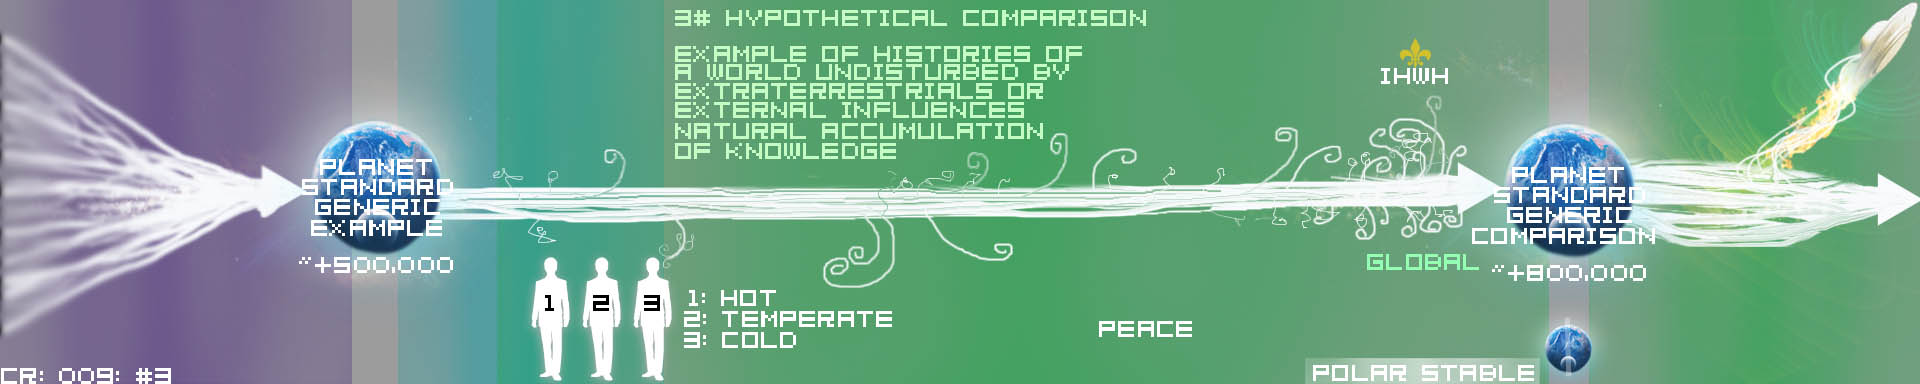 3# HYPOTHETICAL COMPARISON
EXAMPLE OF HISTORIES OF
A WORLD UNDISTURBED BY
EXTRATERRESTRIALS OR
EXTERNAL INFLUENCES
NATURAL ACCUMULATION
OF KNOWLEDGE
IHWH
PLANET
STANDARD
GENERIC
EXAMPLE
~+500.000
PLANET
STANDARD
GENERIC
COMPARISON
~+800.000
GLOBAL
1 2 3
1: HOT
2: TEMPERATE
3: COLD
PEACE
POLAR STABLE
CR: 009: #3